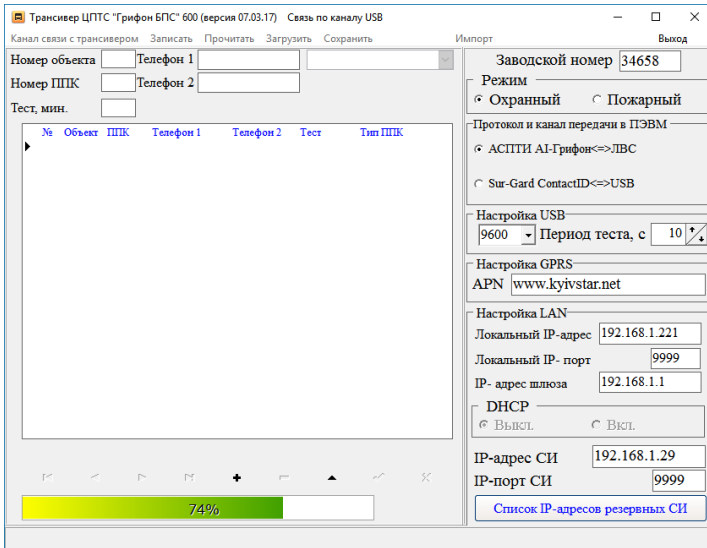 Трансивер ЦПТС "Грифон БПС" 600 (версия 07.03.17) Связь по каналу USB
Канал связи с трансивером Записать Прочитать Загрузить Сохранить Импорт Выход
Номер объекта Телефон 1
Номер ППК Телефон 2
Тест, мин.
№ Объект ППК Телефон 1 Телефон 2 Тест Тип ППК
74%
Заводской номер 34658
Режим
Охранный Пожарный
Протокол и канал передачи в ПЭВМ
АСПТИ AI-Грифон<=>ЛВС
Sur-Gard ContactID<=>USB
Настройка USB
9600 Период теста, с 10
Настройка GPRS
APN www.kyivstar.net
Настройка LAN
Локальный IP-адрес 192.168.1.221
Локальный IP- порт 9999
IP- адрес шлюза 192.168.1.1
DHCP
Выкл. Вкл.
IP-адрес СИ 192.168.1.29
IP-порт СИ 9999
Список IP-адресов резервных СИ